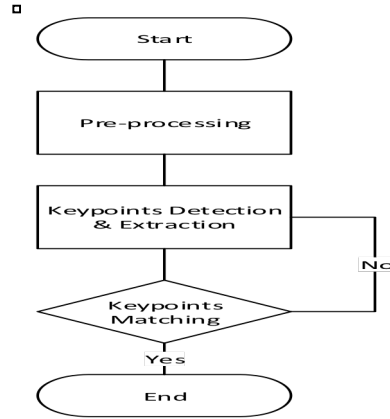 Start
Pre-processing
Keypoints Detection
& Extraction
No
Keypoints
Matching
Yes
End